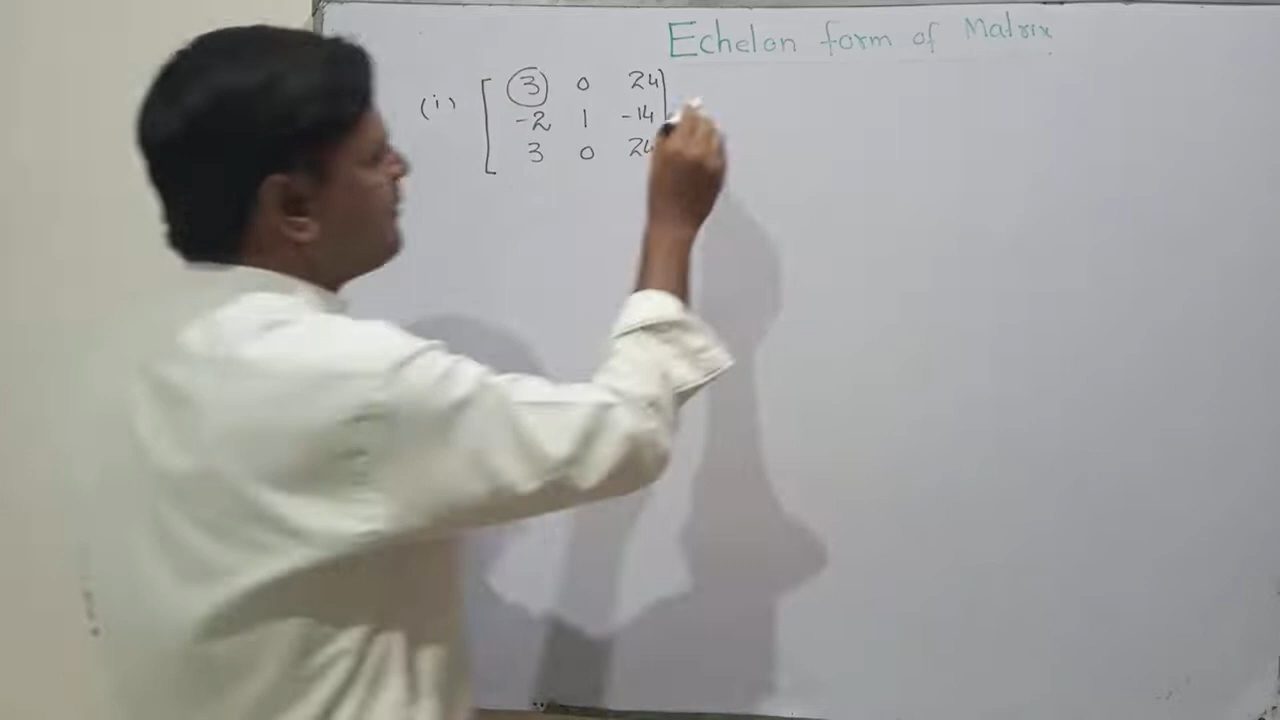 Echelon form of Matrix
(i) [ 3 0 24
-2 1 -14
3 0 24 ]